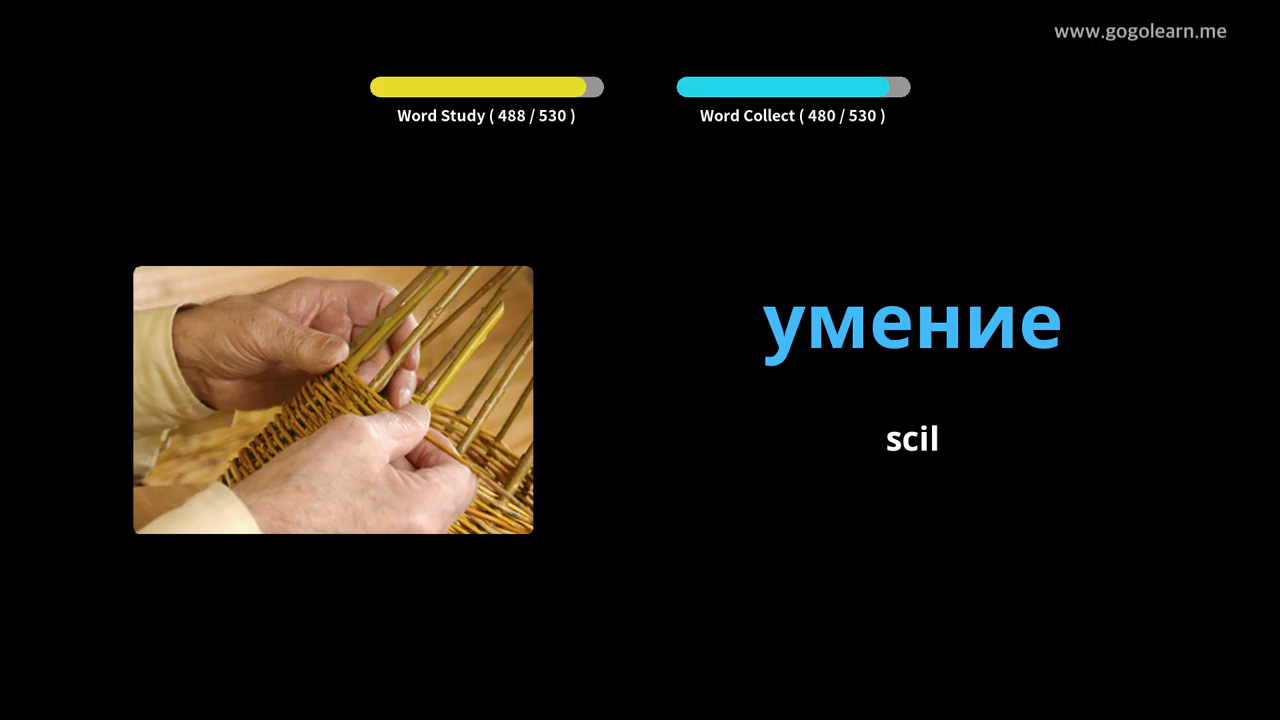 www.gogolearn.me
Word Study ( 488 / 530 )
Word Collect ( 480 / 530 )
умение
scil